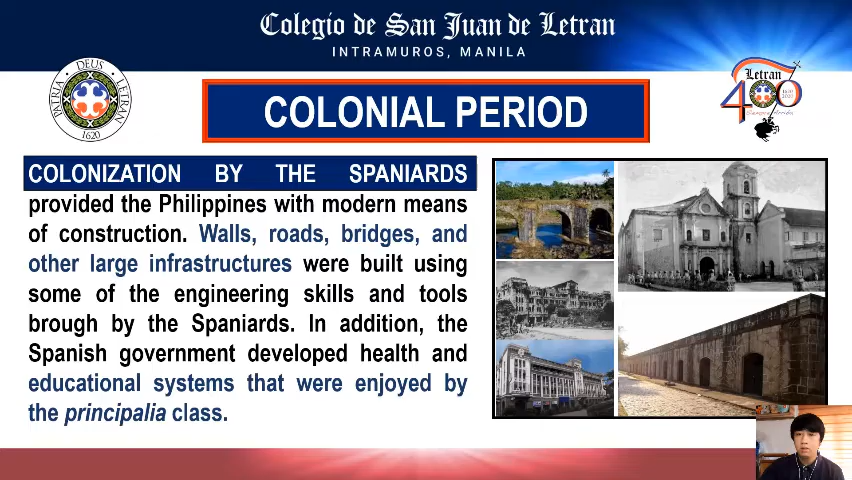 Colegio de San Juan de Letran
INTRAMUROS, MANILA
PATRIA DEUS LETRAN
1620
Letran
400
COLONIAL PERIOD
COLONIZATION BY THE SPANIARDS
provided the Philippines with modern means
of construction. Walls, roads, bridges, and
other large infrastructures were built using
some of the engineering skills and tools
brough by the Spaniards. In addition, the
Spanish government developed health and
educational systems that were enjoyed by
the principalia class.